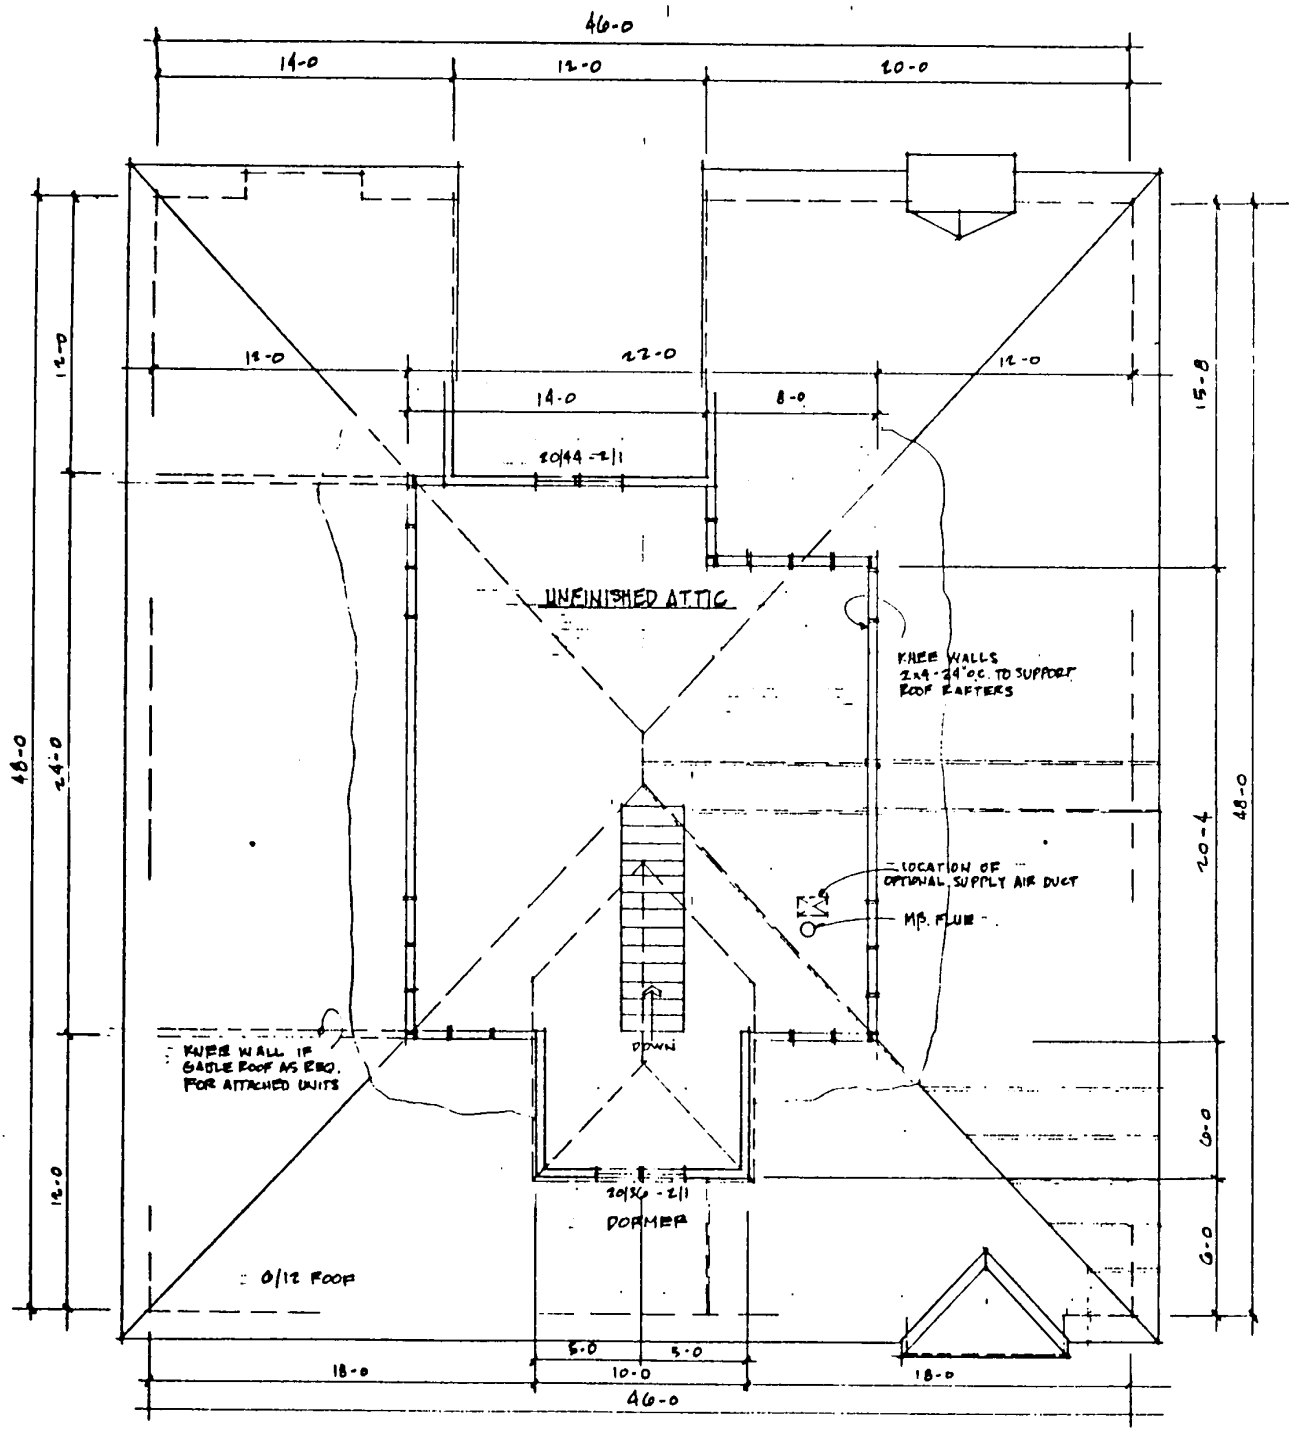 46-0
14-0
12-0
20-0
12-0
22-0
12-0
14-0
8-0
20/44 - 2/1
12-0
15-8
UNFINISHED ATTIC
KNEE WALLS
2x4-24"O.C. TO SUPPORT
ROOF RAFTERS
48-0
24-0
48-0
20-4
LOCATION OF
OPTIONAL SUPPLY AIR DUCT
FLUE
DOWN
KNEE WALL IF
GABLE ROOF AS REQ.
FOR ATTACHED UNITS
12-0
6-0
20/36 - 2/1
DORMER
6-0
/12 ROOF
5-0
5-0
18-0
10-0
18-0
46-0